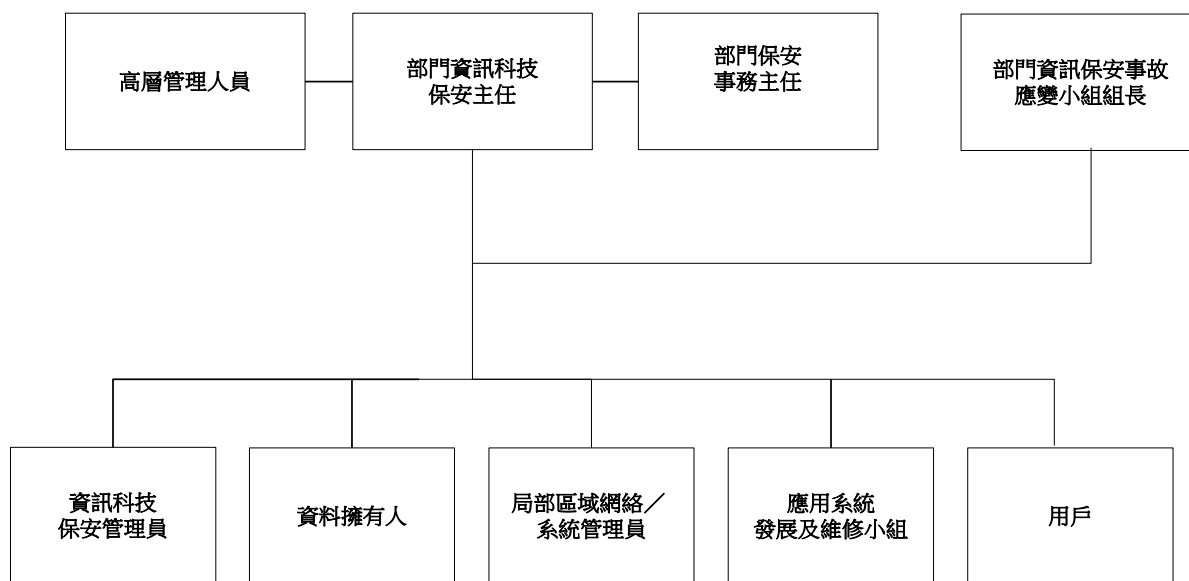 高層管理人員
部門資訊科技
保安主任
部門保安
事務主任
部門資訊保安事故
應變小組組長
資訊科技
保安管理員
資料擁有人
局部區域網絡／
系統管理員
應用系統
發展及維修小組
用戶